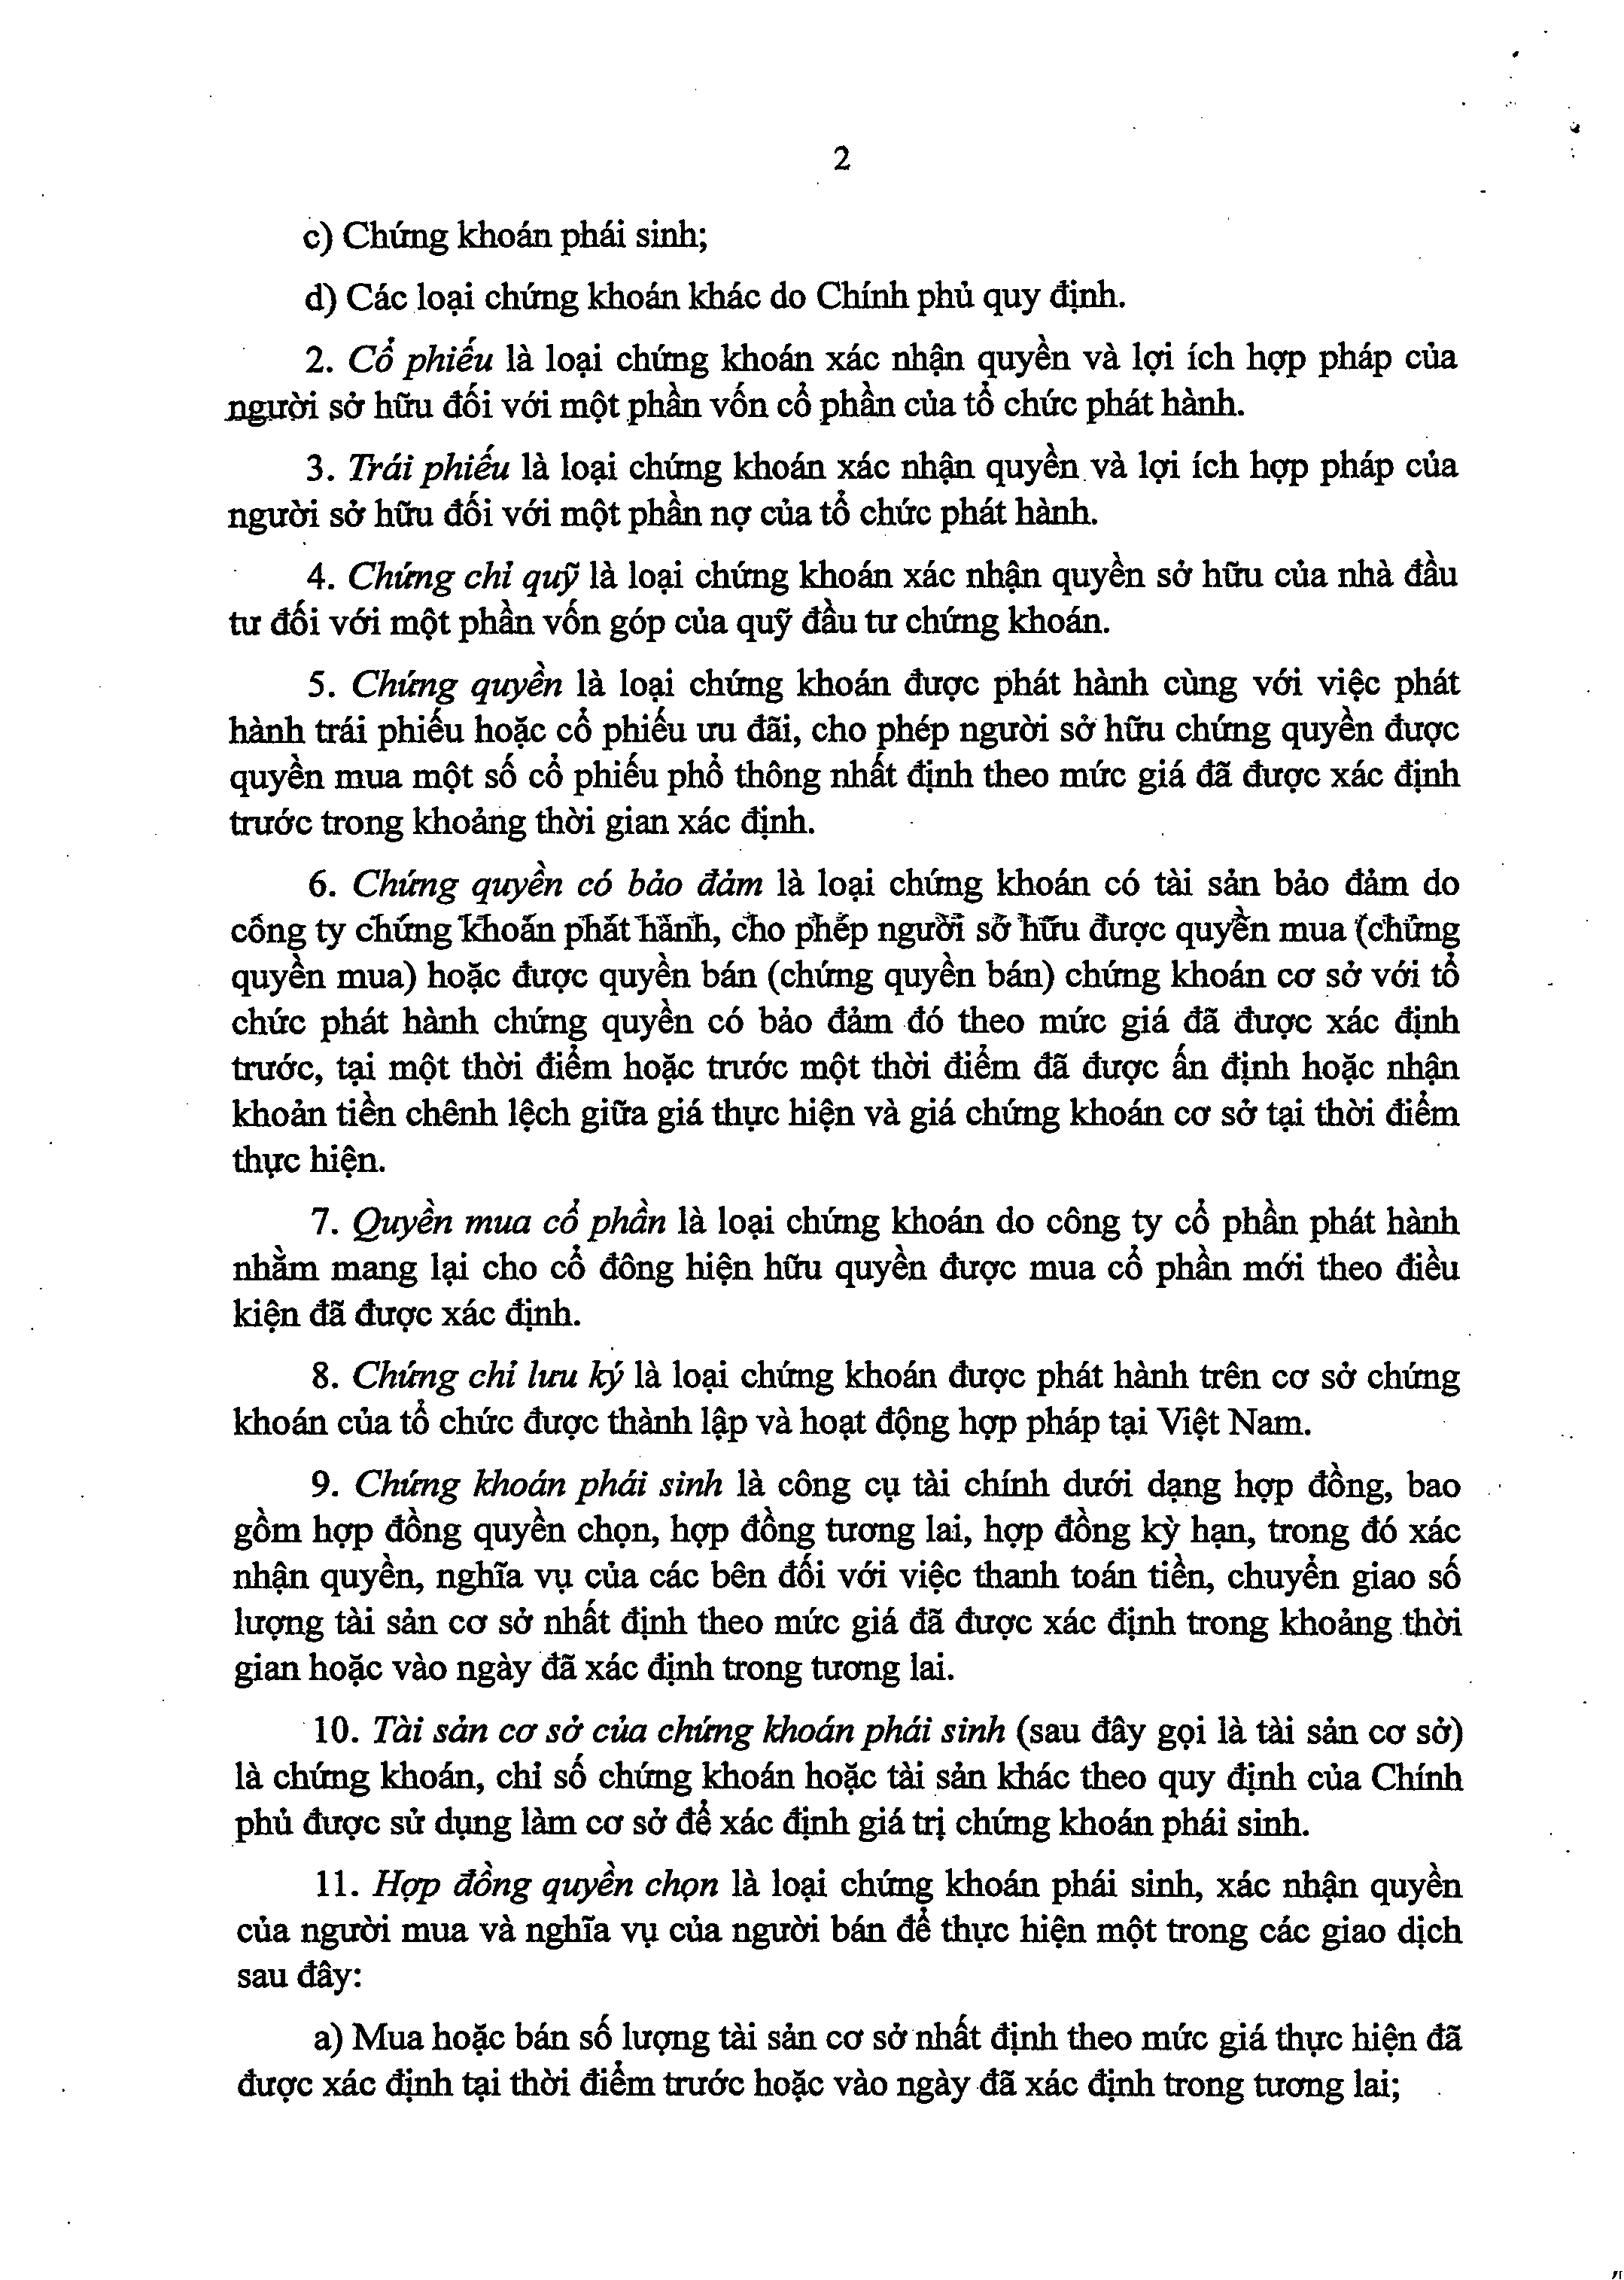 2
c) Chứng khoán phái sinh;
d) Các loại chứng khoán khác do Chính phủ quy định.
2. Cổ phiếu là loại chứng khoán xác nhận quyền và lợi ích hợp pháp của
người sở hữu đối với một phần vốn cổ phần của tổ chức phát hành.
3. Trái phiếu là loại chứng khoán xác nhận quyền và lợi ích hợp pháp của
người sở hữu đối với một phần nợ của tổ chức phát hành.
4. Chứng chỉ quỹ là loại chứng khoán xác nhận quyền sở hữu của nhà đầu
tư đối với một phần vốn góp của quỹ đầu tư chứng khoán.
5. Chứng quyền là loại chứng khoán được phát hành cùng với việc phát
hành trái phiếu hoặc cổ phiếu ưu đãi, cho phép người sở hữu chứng quyền được
quyền mua một số cổ phiếu phổ thông nhất định theo mức giá đã được xác định
trước trong khoảng thời gian xác định.
6. Chứng quyền có bảo đảm là loại chứng khoán có tài sản bảo đảm do
công ty chứng khoán phát hành, cho phép người sở hữu được quyền mua (chứng
quyền mua) hoặc được quyền bán (chứng quyền bán) chứng khoán cơ sở với tổ
chức phát hành chứng quyền có bảo đảm đó theo mức giá đã được xác định
trước, tại một thời điểm hoặc trước một thời điểm đã được ấn định hoặc nhận
khoản tiền chênh lệch giữa giá thực hiện và giá chứng khoán cơ sở tại thời điểm
thực hiện.
7. Quyền mua cổ phần là loại chứng khoán do công ty cổ phần phát hành
nhằm mang lại cho cổ đông hiện hữu quyền được mua cổ phần mới theo điều
kiện đã được xác định.
8. Chứng chỉ lưu ký là loại chứng khoán được phát hành trên cơ sở chứng
khoán của tổ chức được thành lập và hoạt động hợp pháp tại Việt Nam.
9. Chứng khoán phái sinh là công cụ tài chính dưới dạng hợp đồng, bao
gồm hợp đồng quyền chọn, hợp đồng tương lai, hợp đồng kỳ hạn, trong đó xác
nhận quyền, nghĩa vụ của các bên đối với việc thanh toán tiền, chuyển giao số
lượng tài sản cơ sở nhất định theo mức giá đã được xác định trong khoảng thời
gian hoặc vào ngày đã xác định trong tương lai.
10. Tài sản cơ sở của chứng khoán phái sinh (sau đây gọi là tài sản cơ sở)
là chứng khoán, chỉ số chứng khoán hoặc tài sản khác theo quy định của Chính
phủ được sử dụng làm cơ sở để xác định giá trị chứng khoán phái sinh.
11. Hợp đồng quyền chọn là loại chứng khoán phái sinh, xác nhận quyền
của người mua và nghĩa vụ của người bán để thực hiện một trong các giao dịch
sau đây:
a) Mua hoặc bán số lượng tài sản cơ sở nhất định theo mức giá thực hiện đã
được xác định tại thời điểm trước hoặc vào ngày đã xác định trong tương lai;